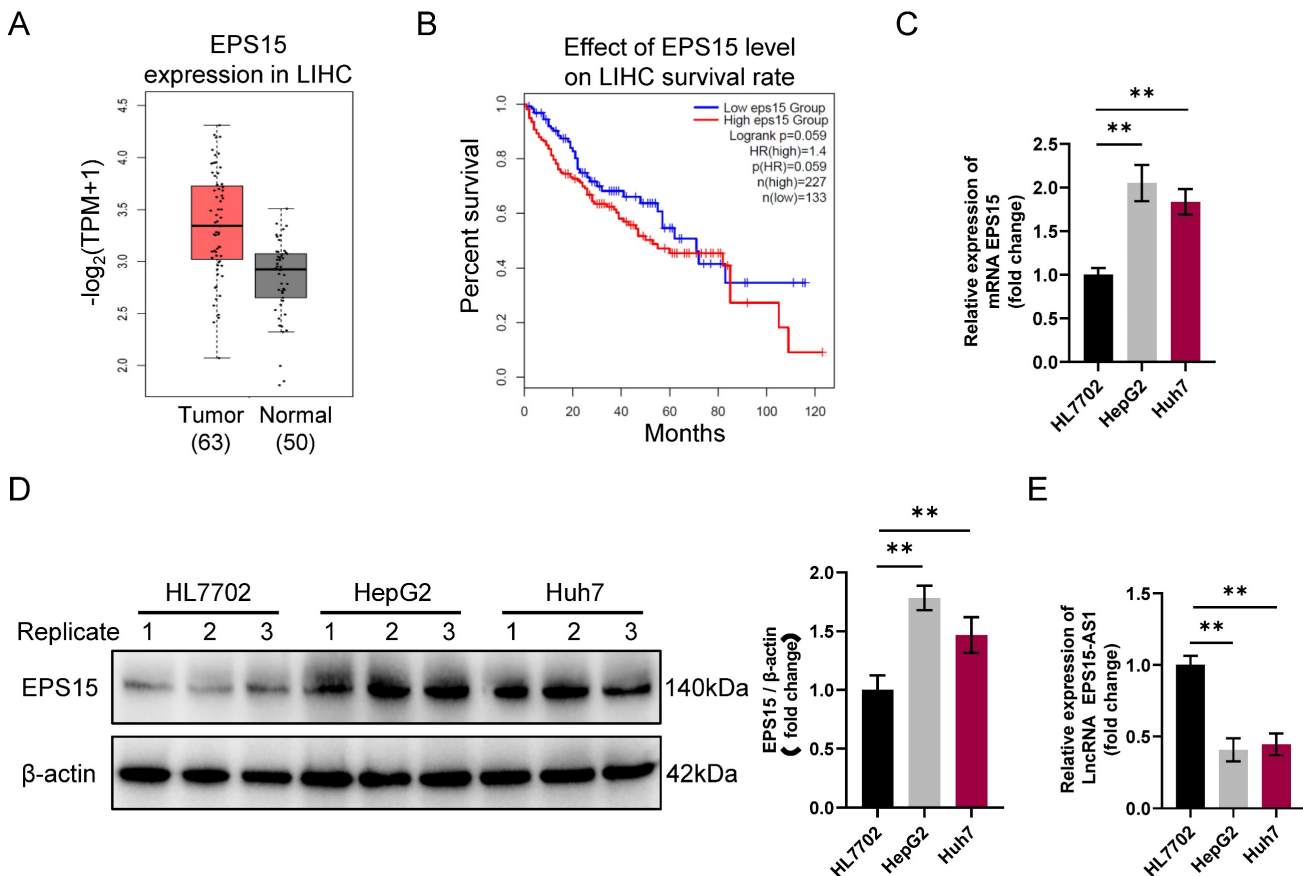 A
EPS15
expression in LIHC
-log2(TPM+1)
4.5
4.0
3.5
3.0
2.5
2.0
Tumor
(63)
Normal
(50)
B
Effect of EPS15 level
on LIHC survival rate
Percent survival
1.0
0.8
0.6
0.4
0.2
0.0
Low eps15 Group
High eps15 Group
Logrank p=0.059
HR(high)=1.4
p(HR)=0.059
n(high)=227
n(low)=133
0 20 40 60 80 100 120
Months
C
Relative expression of
mRNA EPS15
(fold change)
2.5
2.0
1.5
1.0
0.5
0.0
**
**
HL7702
HepG2
Huh7
D
HL7702 HepG2 Huh7
Replicate 1 2 3 1 2 3 1 2 3
EPS15 140kDa
β-actin 42kDa
EPS15 / β-actin
(fold change)
2.0
1.5
1.0
0.5
0.0
**
**
HL7702
HepG2
Huh7
E
Relative expression of
LncRNA EPS15-AS1
(fold change)
1.5
1.0
0.5
0.0
**
**
HL7702
HepG2
Huh7